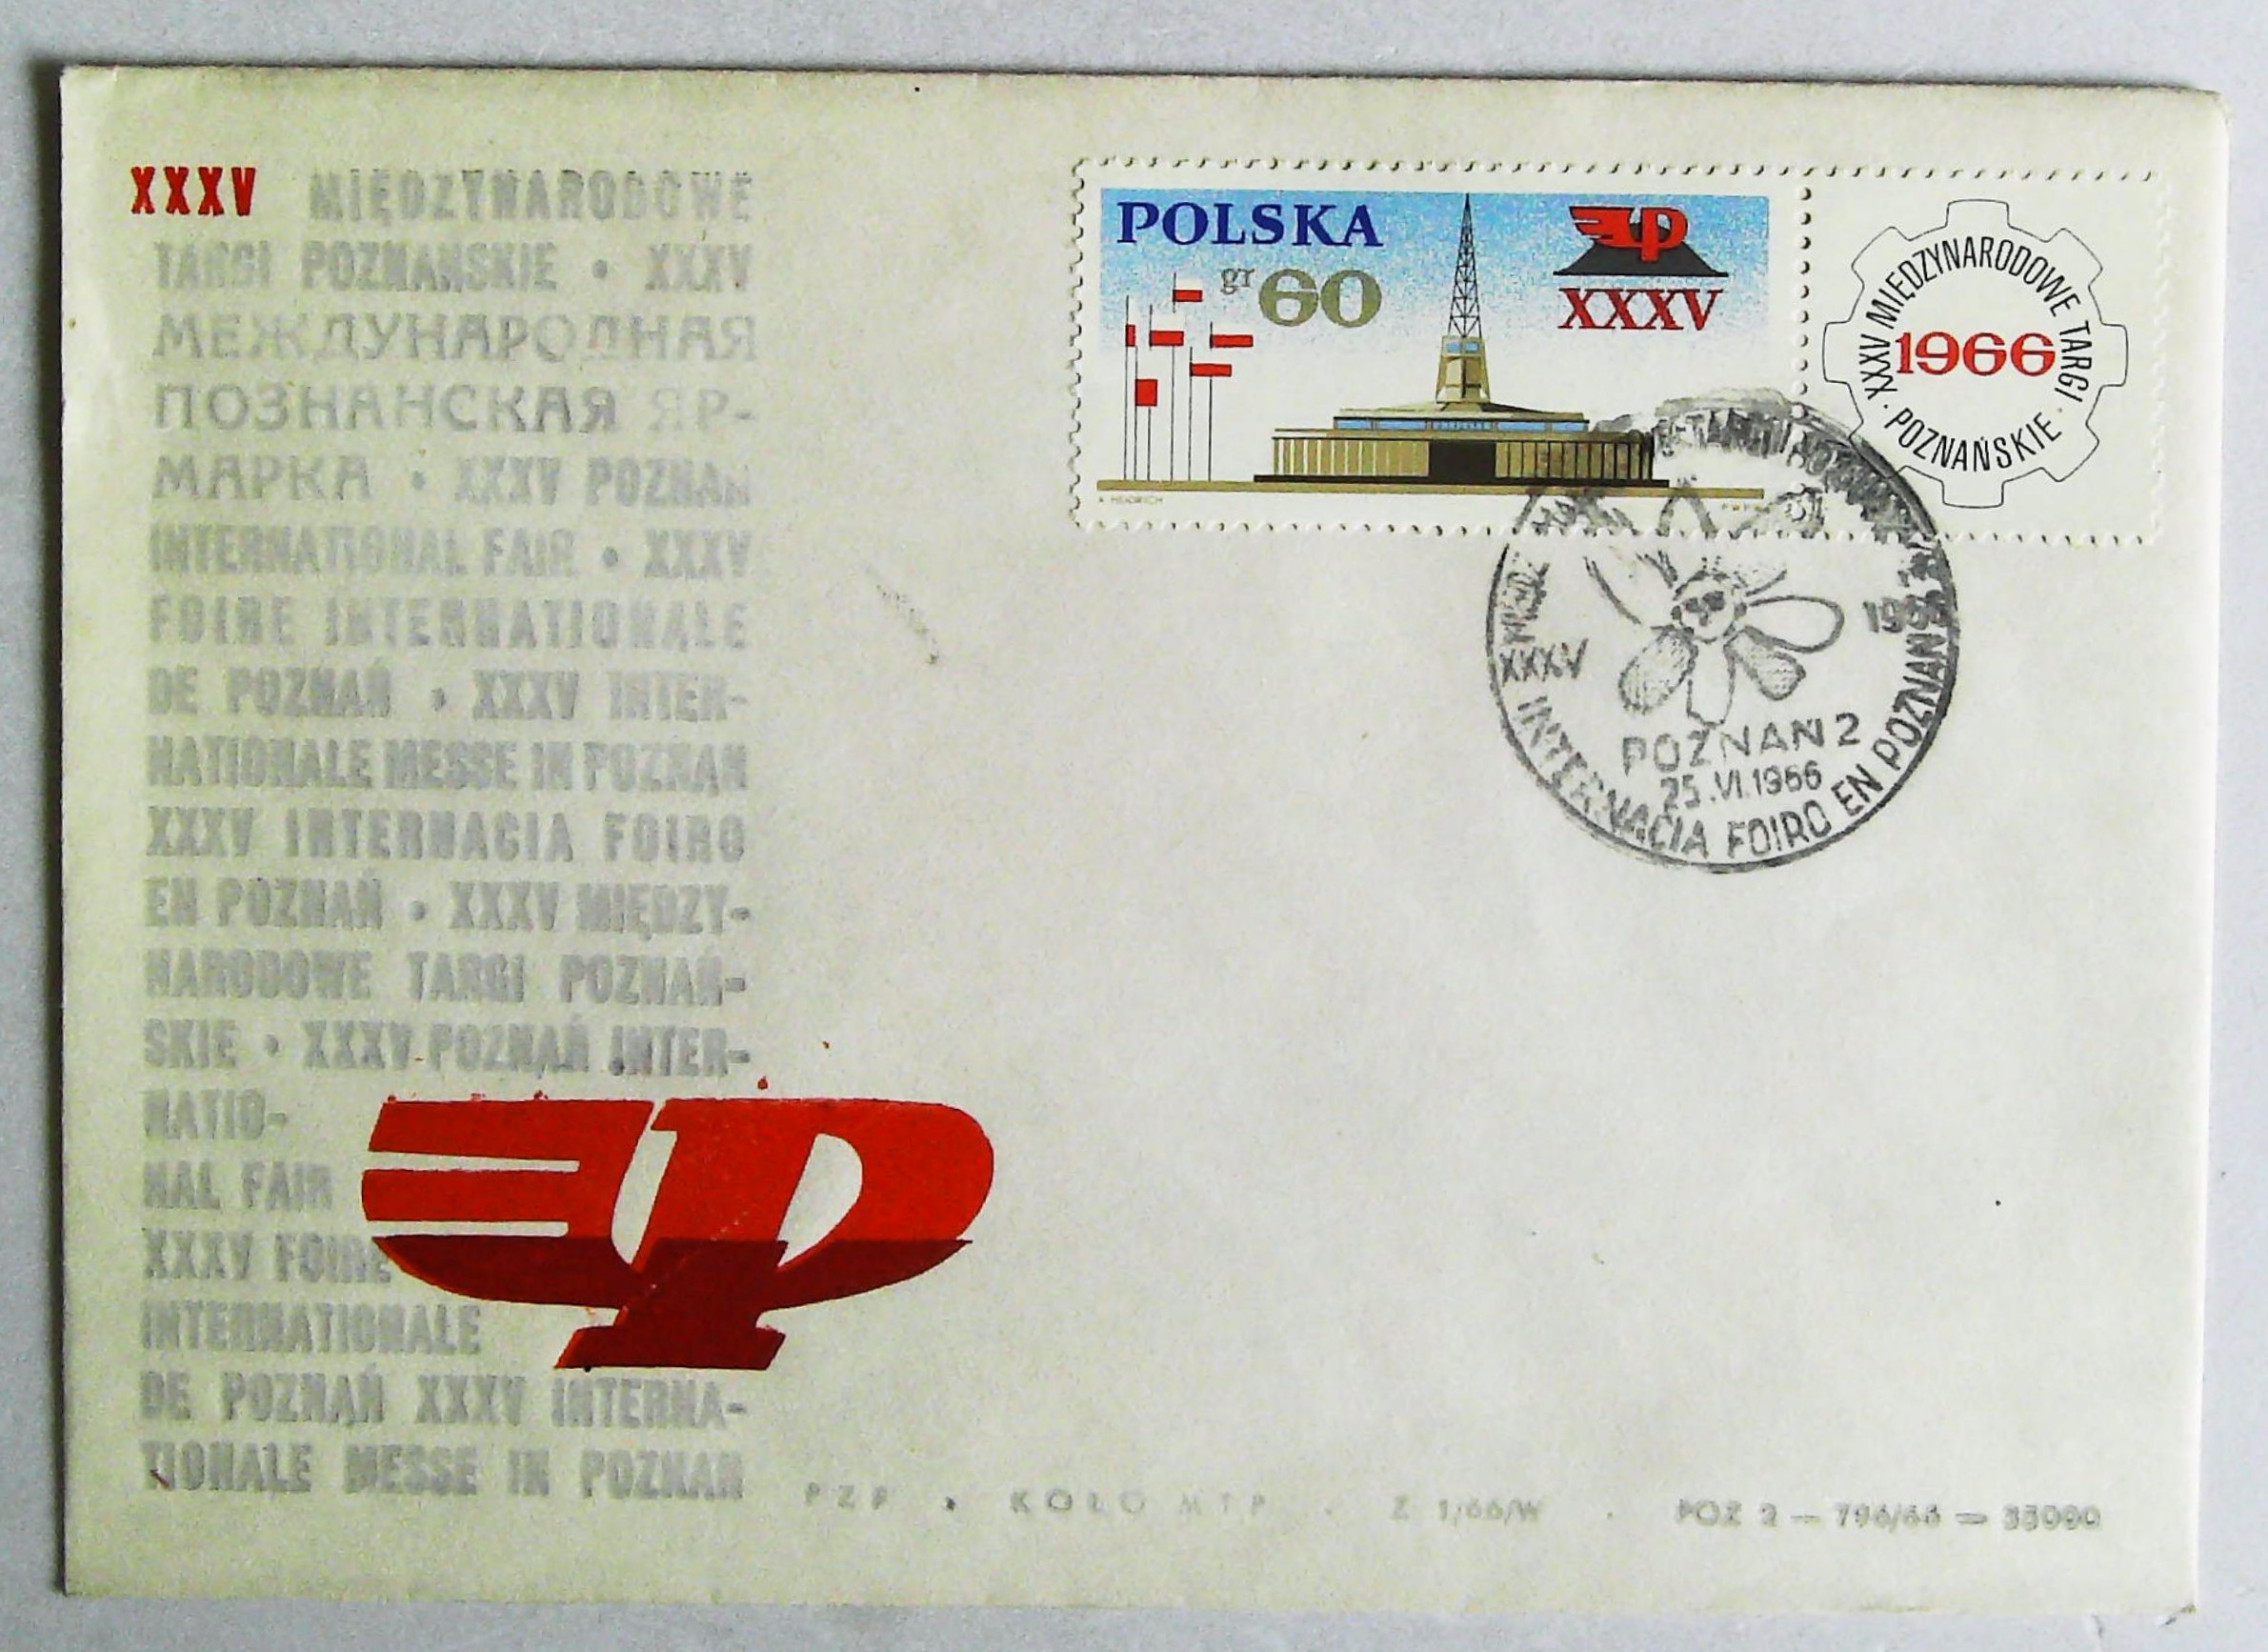 XXXV MIĘDZYNARODOWE
TARGI POZNAŃSKIE • XXXV
МЕЖДУНАРОДНАЯ
ПОЗНАНСКАЯ ЯР-
МАРКА • XXXV POZNAŃ
INTERNATIONAL FAIR • XXXV
FOIRE INTERNATIONALE
DE POZNAŃ • XXXV INTER-
NATIONALE MESSE IN POZNAŃ
XXXV INTERNACIA FOIRO
EN POZNAŃ • XXXV MIĘDZY-
NARODOWE TARGI POZNAŃ-
SKIE • XXXV POZNAŃ INTER-
NATIO-
NAL FAIR
XXXV FOIRE
INTERNATIONALE
DE POZNAŃ XXXV INTERNA-
TIONALE MESSE IN POZNAŃ
P
POLSKA
gr 60
P
XXXV
HEIDRICH
XXXV MIĘDZYNARODOWE TARGI • POZNAŃSKIE •
1966
XXXV
1966
POZNAŃ 2
25.VI.1966
INTERNACIA FOIRO EN POZNAŃ
PZF • KOŁO MTP • Z 1/66/W • POZ 2 — 796/66 — 35000